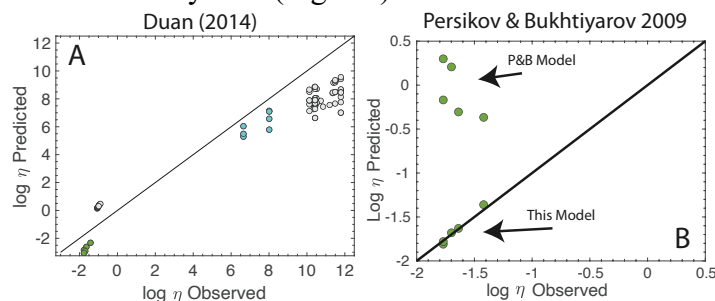 Duan (2014)
Persikov & Bukhtiyarov 2009
A
12
10
8
6
4
2
0
-2
log η Predicted
-2
0
2
4
6
8
10
12
log η Observed
P&B Model
This Model
B
0.5
0
-0.5
-1
-1.5
-2
Log η Predicted
-2
-1.5
-1
-0.5
0
0.5
log η Observed